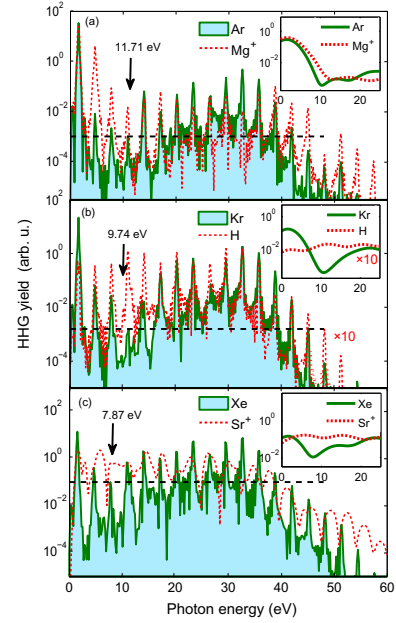 (a)
11.71 eV
Ar
Mg+
10^2
10^0
10^-2
10^-4
10^2
Ar
Mg+
10^0
10^-2
0 10 20
(b)
9.74 eV
Kr
H
10^0
10^-2
10^-4
×10
Kr
H
10^0
10^-2
×10
0 10 20
(c)
7.87 eV
Xe
Sr+
10^2
10^0
10^-2
10^-4
Xe
Sr+
10^0
10^-2
0 10 20
0 10 20 30 40 50 60
Photon energy (eV)
HHG yield (arb. u.)